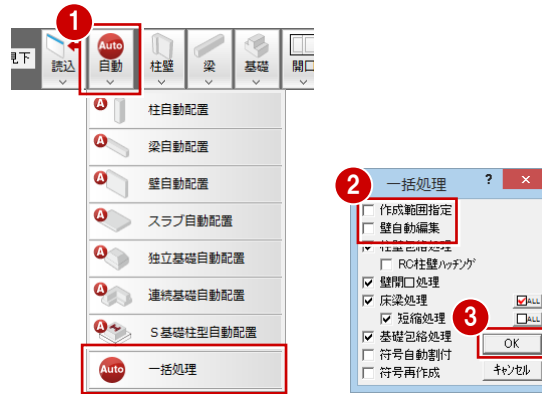 1
見下
読込
Auto
自動
柱壁
梁
基礎
開口
A 柱自動配置
A 梁自動配置
A 壁自動配置
A スラブ自動配置
A 独立基礎自動配置
A 連続基礎自動配置
A S基礎柱型自動配置
Auto 一括処理
2
一括処理 ? ×
作成範囲指定
壁自動編集
柱壁包絡処理
RC柱壁ハッチング
壁開口処理
床梁処理 ALL
短縮処理 ALL
3
基礎包絡処理 OK
符号自動割付
符号再作成 キャンセル